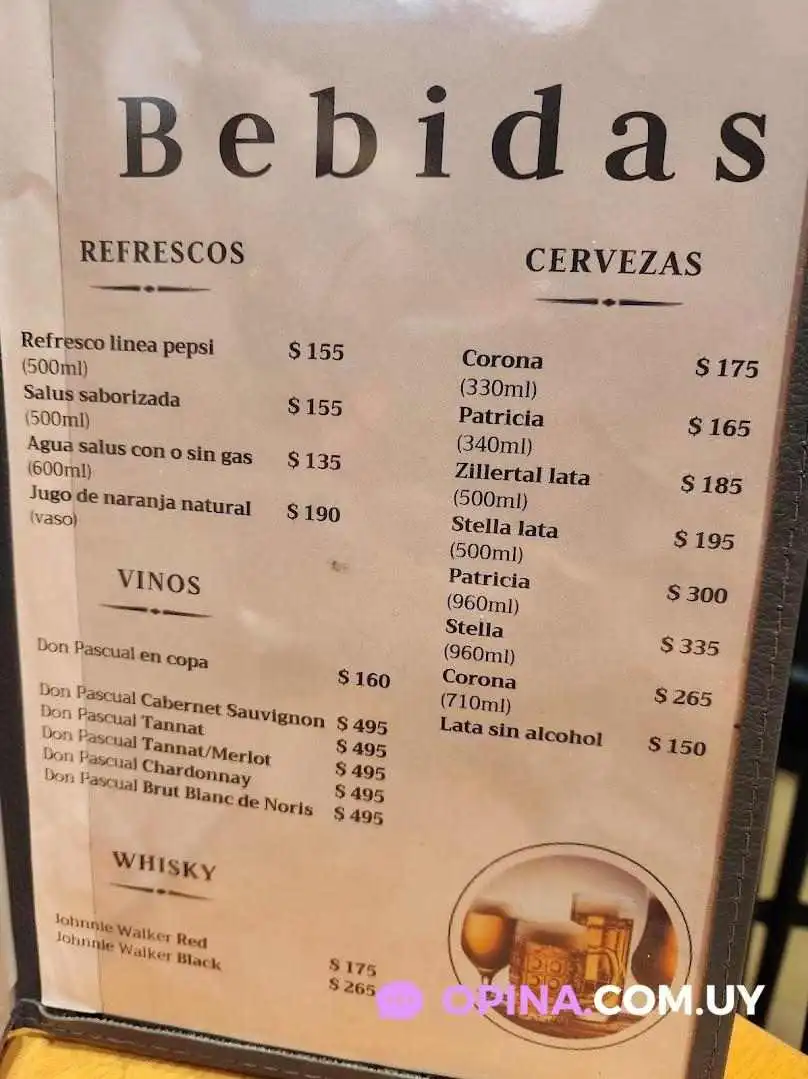 Bebidas
REFRESCOS
Refresco linea pepsi $ 155
(500ml)
Salus saborizada $ 155
(500ml)
Agua salus con o sin gas $ 135
(600ml)
Jugo de naranja natural $ 190
(vaso)
VINOS
Don Pascual en copa $ 160
Don Pascual Cabernet Sauvignon $ 495
Don Pascual Tannat $ 495
Don Pascual Tannat/Merlot $ 495
Don Pascual Chardonnay $ 495
Don Pascual Brut Blanc de Noris $ 495
WHISKY
Johnnie Walker Red $ 175
Johnnie Walker Black $ 265
CERVEZAS
Corona $ 175
(330ml)
Patricia $ 165
(340ml)
Zillertal lata $ 185
(500ml)
Stella lata $ 195
(500ml)
Patricia $ 300
(960ml)
Stella $ 335
(960ml)
Corona $ 265
(710ml)
Lata sin alcohol $ 150
OPINA.COM.UY